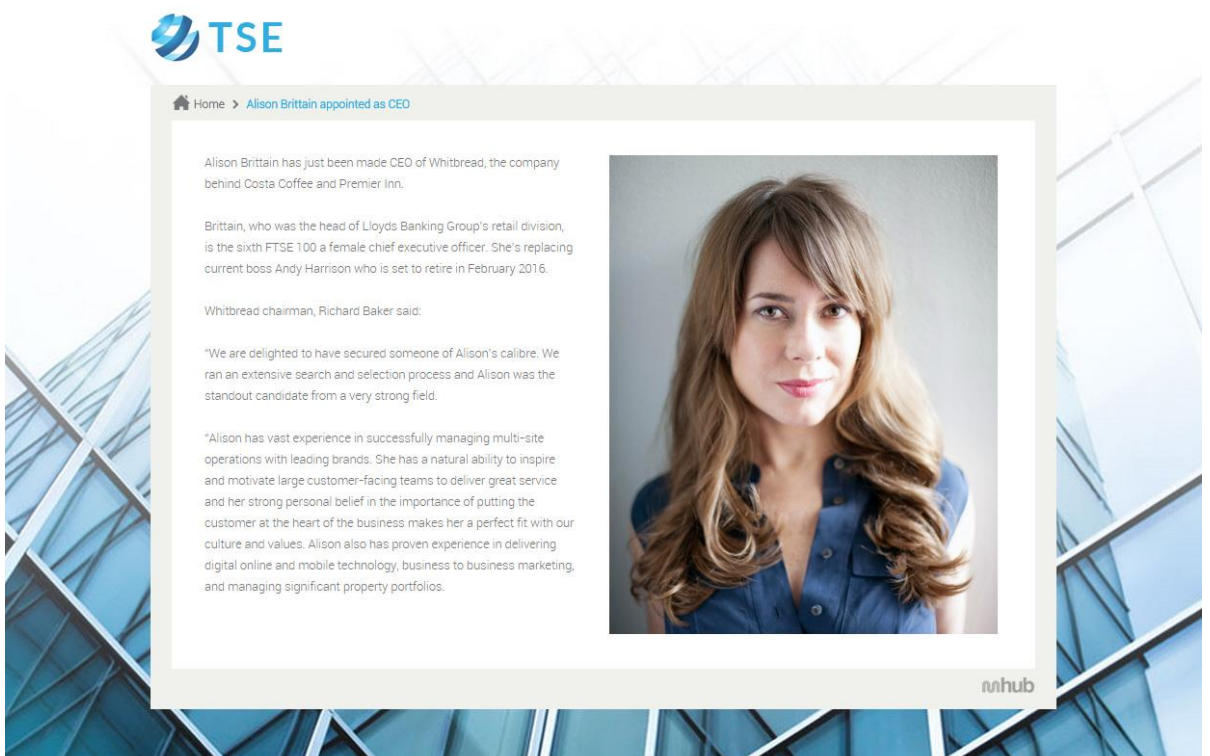 TSE
Home > Alison Brittain appointed as CEO
Alison Brittain has just been made CEO of Whitbread, the company
behind Costa Coffee and Premier Inn.
Brittain, who was the head of Lloyds Banking Group's retail division,
is the sixth FTSE 100 a female chief executive officer. She's replacing
current boss Andy Harrison who is set to retire in February 2016.
Whitbread chairman, Richard Baker said:
"We are delighted to have secured someone of Alison's calibre. We
ran an extensive search and selection process and Alison was the
standout candidate from a very strong field.
"Alison has vast experience in successfully managing multi-site
operations with leading brands. She has a natural ability to inspire
and motivate large customer-facing teams to deliver great service
and her strong personal belief in the importance of putting the
customer at the heart of the business makes her a perfect fit with our
culture and values. Alison also has proven experience in delivering
digital online and mobile technology, business to business marketing,
and managing significant property portfolios.
mhub